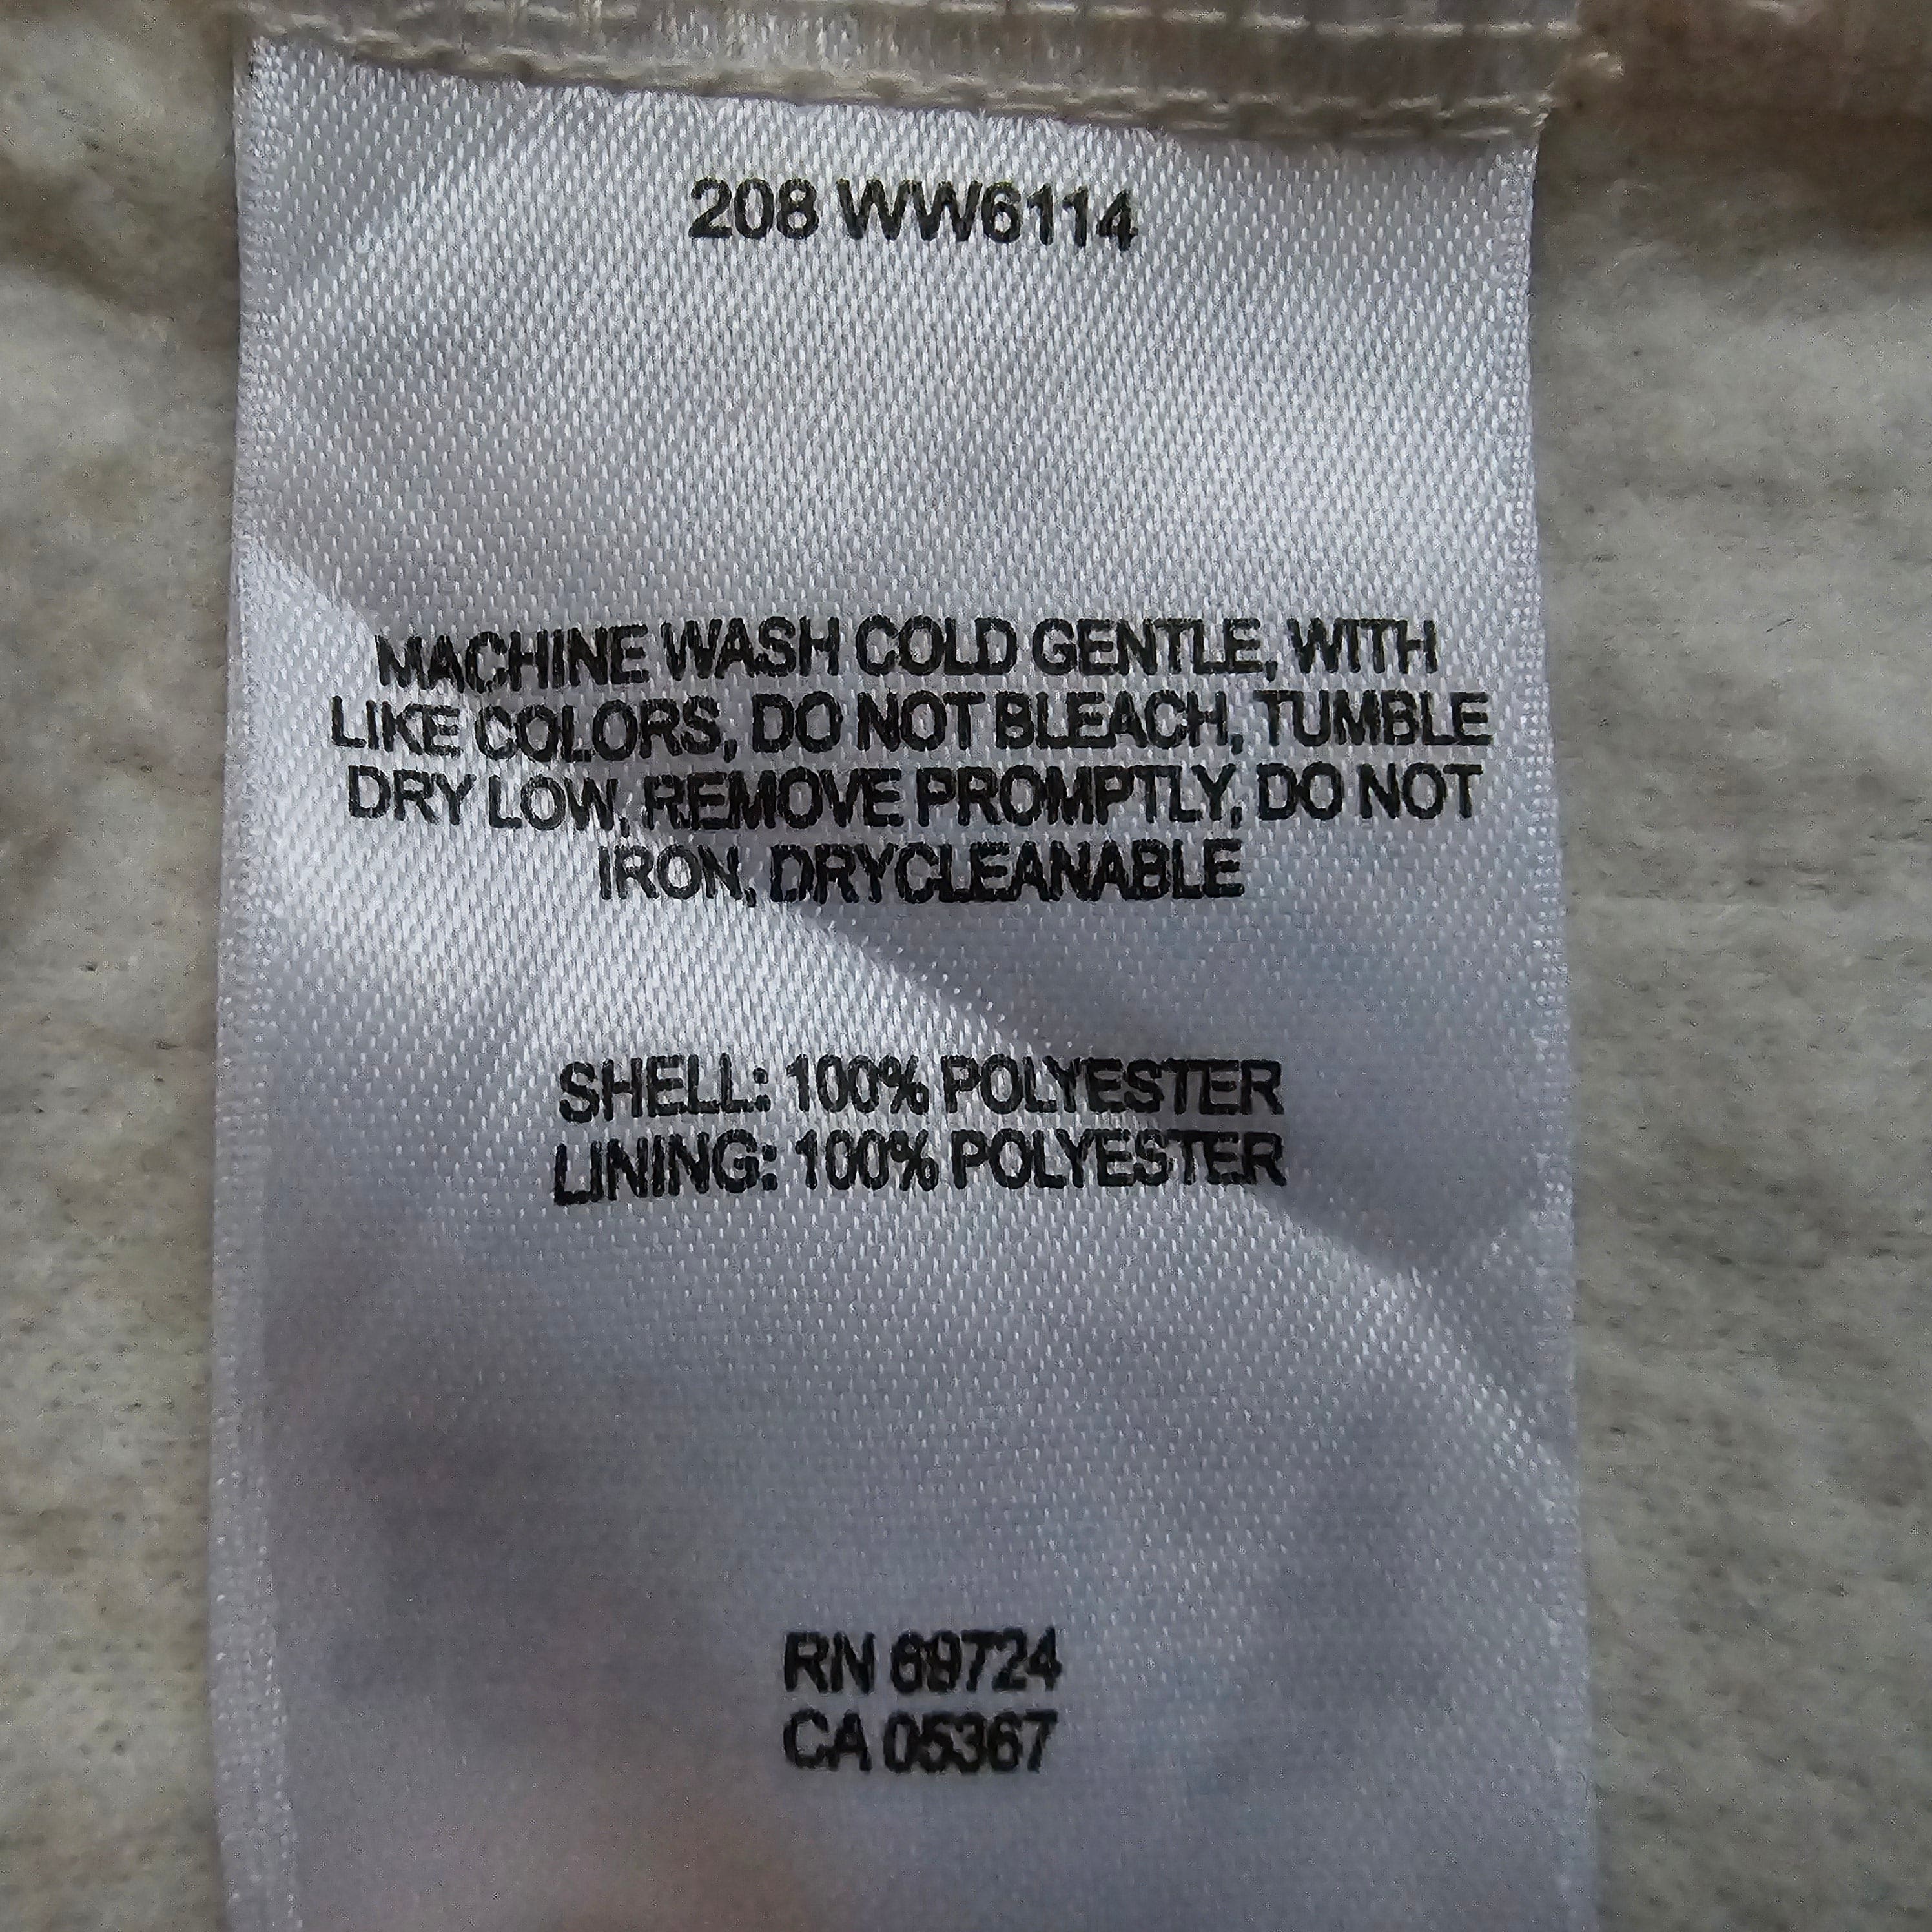 208 WW6114
MACHINE WASH COLD GENTLE, WITH
LIKE COLORS, DO NOT BLEACH, TUMBLE
DRY LOW, REMOVE PROMPTLY, DO NOT
IRON, DRYCLEANABLE
SHELL: 100% POLYESTER
LINING: 100% POLYESTER
RN 69724
CA 05367